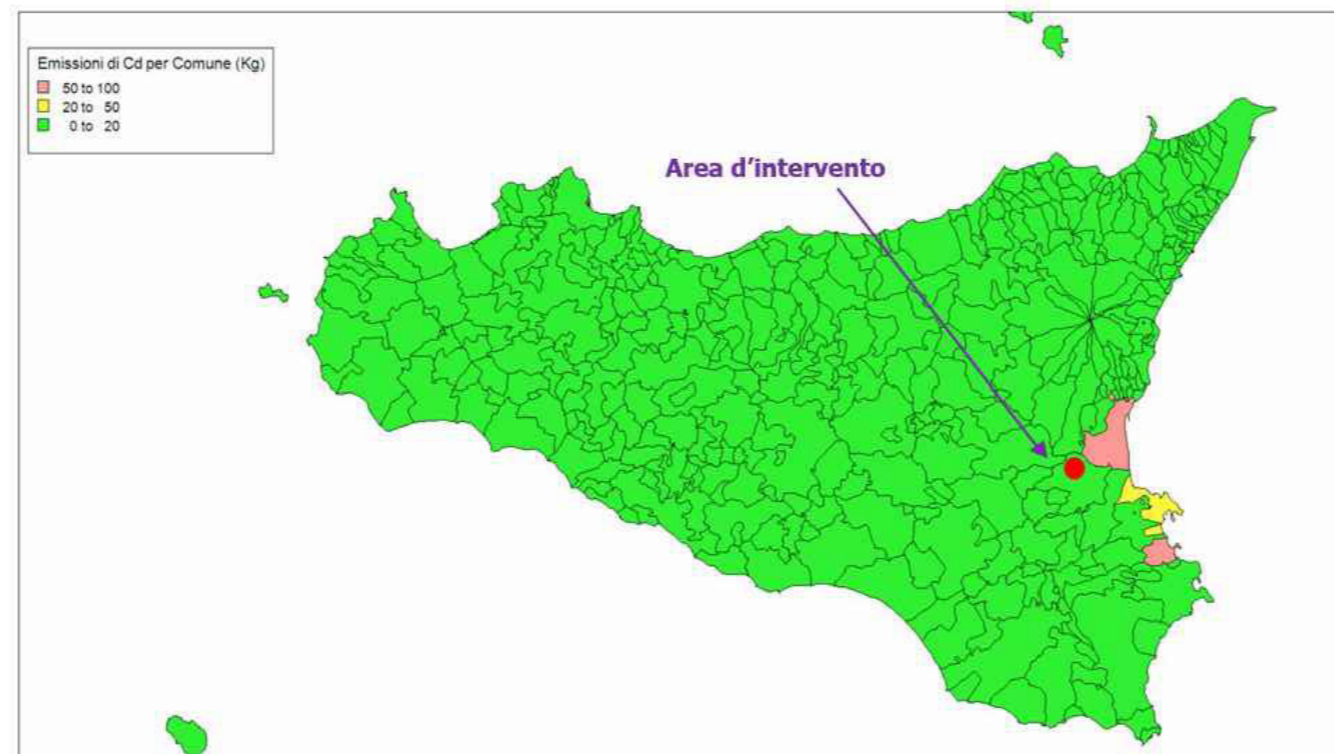 Emissioni di Cd per Comune (Kg)
50 to 100
20 to 50
0 to 20
Area d'intervento